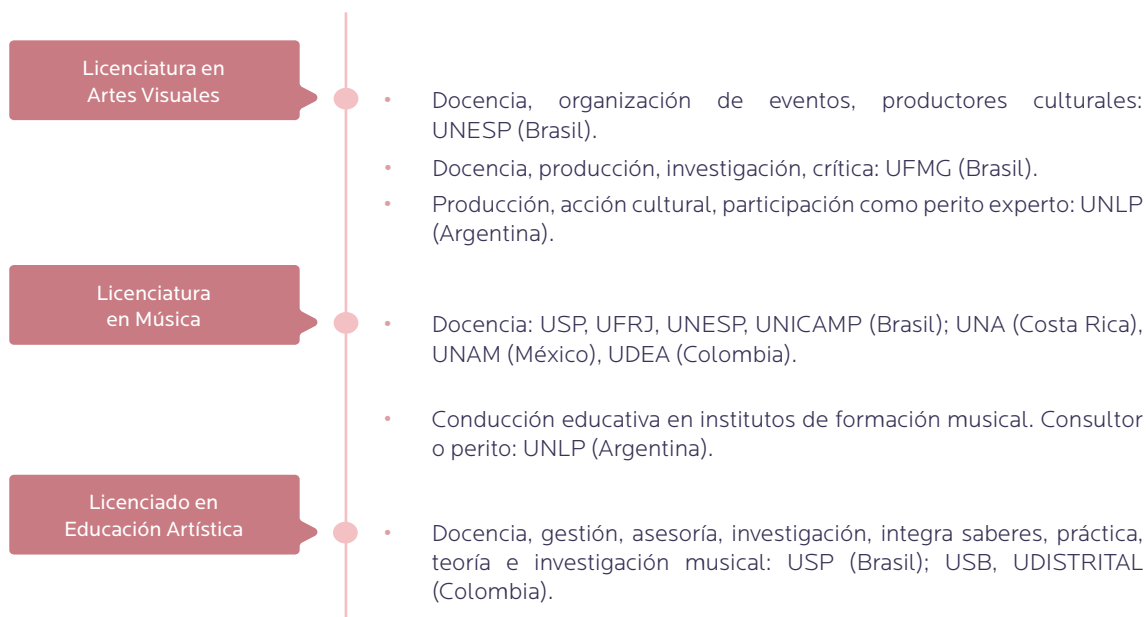 Licenciatura en
Artes Visuales
• Docencia, organización de eventos, productores culturales:
UNESP (Brasil).
• Docencia, producción, investigación, crítica: UFMG (Brasil).
• Producción, acción cultural, participación como perito experto: UNLP
(Argentina).
Licenciatura
en Música
• Docencia: USP, UFRJ, UNESP, UNICAMP (Brasil); UNA (Costa Rica),
UNAM (México), UDEA (Colombia).
• Conducción educativa en institutos de formación musical. Consultor
o perito: UNLP (Argentina).
Licenciado en
Educación Artística
• Docencia, gestión, asesoría, investigación, integra saberes, práctica,
teoría e investigación musical: USP (Brasil); USB, UDISTRITAL
(Colombia).